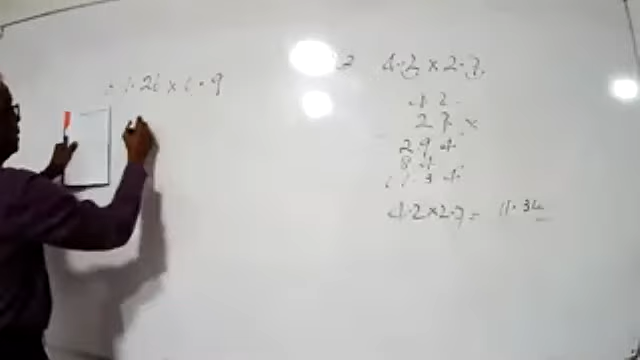 1.26 × 1.9
2 4.2 × 2.7
4 2
2 7 ×
2 9 4
8 4
1 1 3 4
4.2 × 2.7 = 11.34